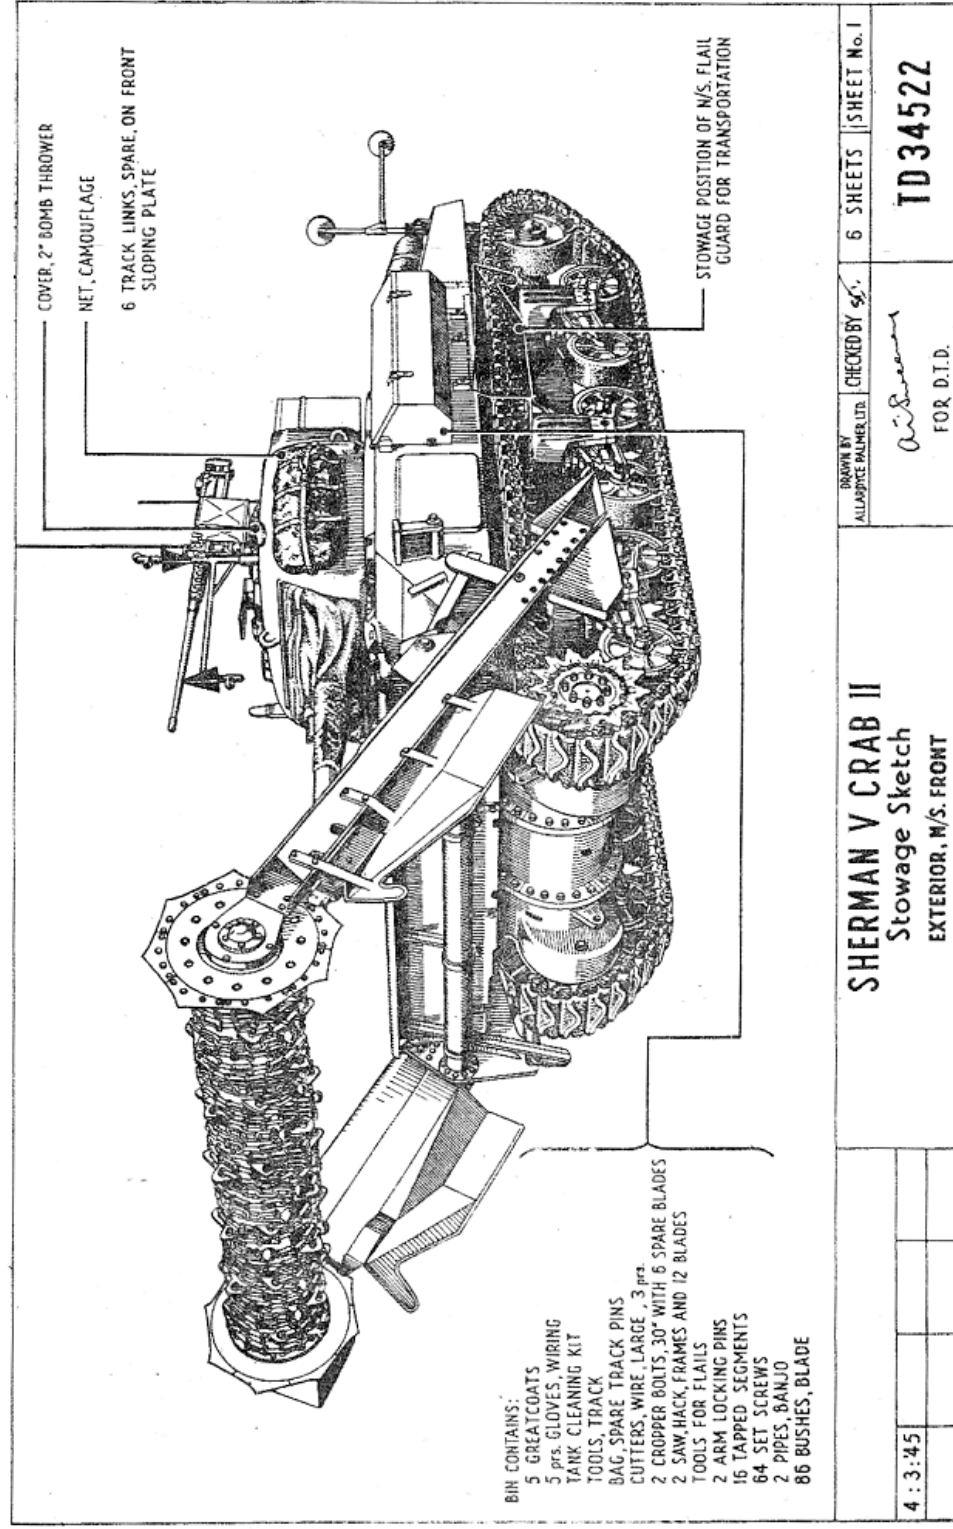 COVER, 2" BOMB THROWER
NET, CAMOUFLAGE
6 TRACK LINKS, SPARE, ON FRONT
SLOPING PLATE
STOWAGE POSITION OF N/S. FLAIL
GUARD FOR TRANSPORTATION
BIN CONTAINS:
5 GREATCOATS
5 prs. GLOVES, WIRING
TANK CLEANING KIT
TOOLS, TRACK
BAG, SPARE TRACK PINS
CUTTERS, WIRE, LARGE, 3 prs.
2 CROPPER BOLTS, 30" WITH 6 SPARE BLADES
2 SAW, HACK, FRAMES AND 12 BLADES
TOOLS FOR FLAILS
2 ARM LOCKING PINS
16 TAPPED SEGMENTS
64 SET SCREWS
2 PIPES, BANJO
86 BUSHES, BLADE
4:3:45
SHERMAN V CRAB II
Stowage Sketch
EXTERIOR, N/S. FRONT
DRAWN BY
ALLARDYCE PALMER LTD.
CHECKED BY
FOR D.T.D.
6 SHEETS
SHEET No. 1
TD34522